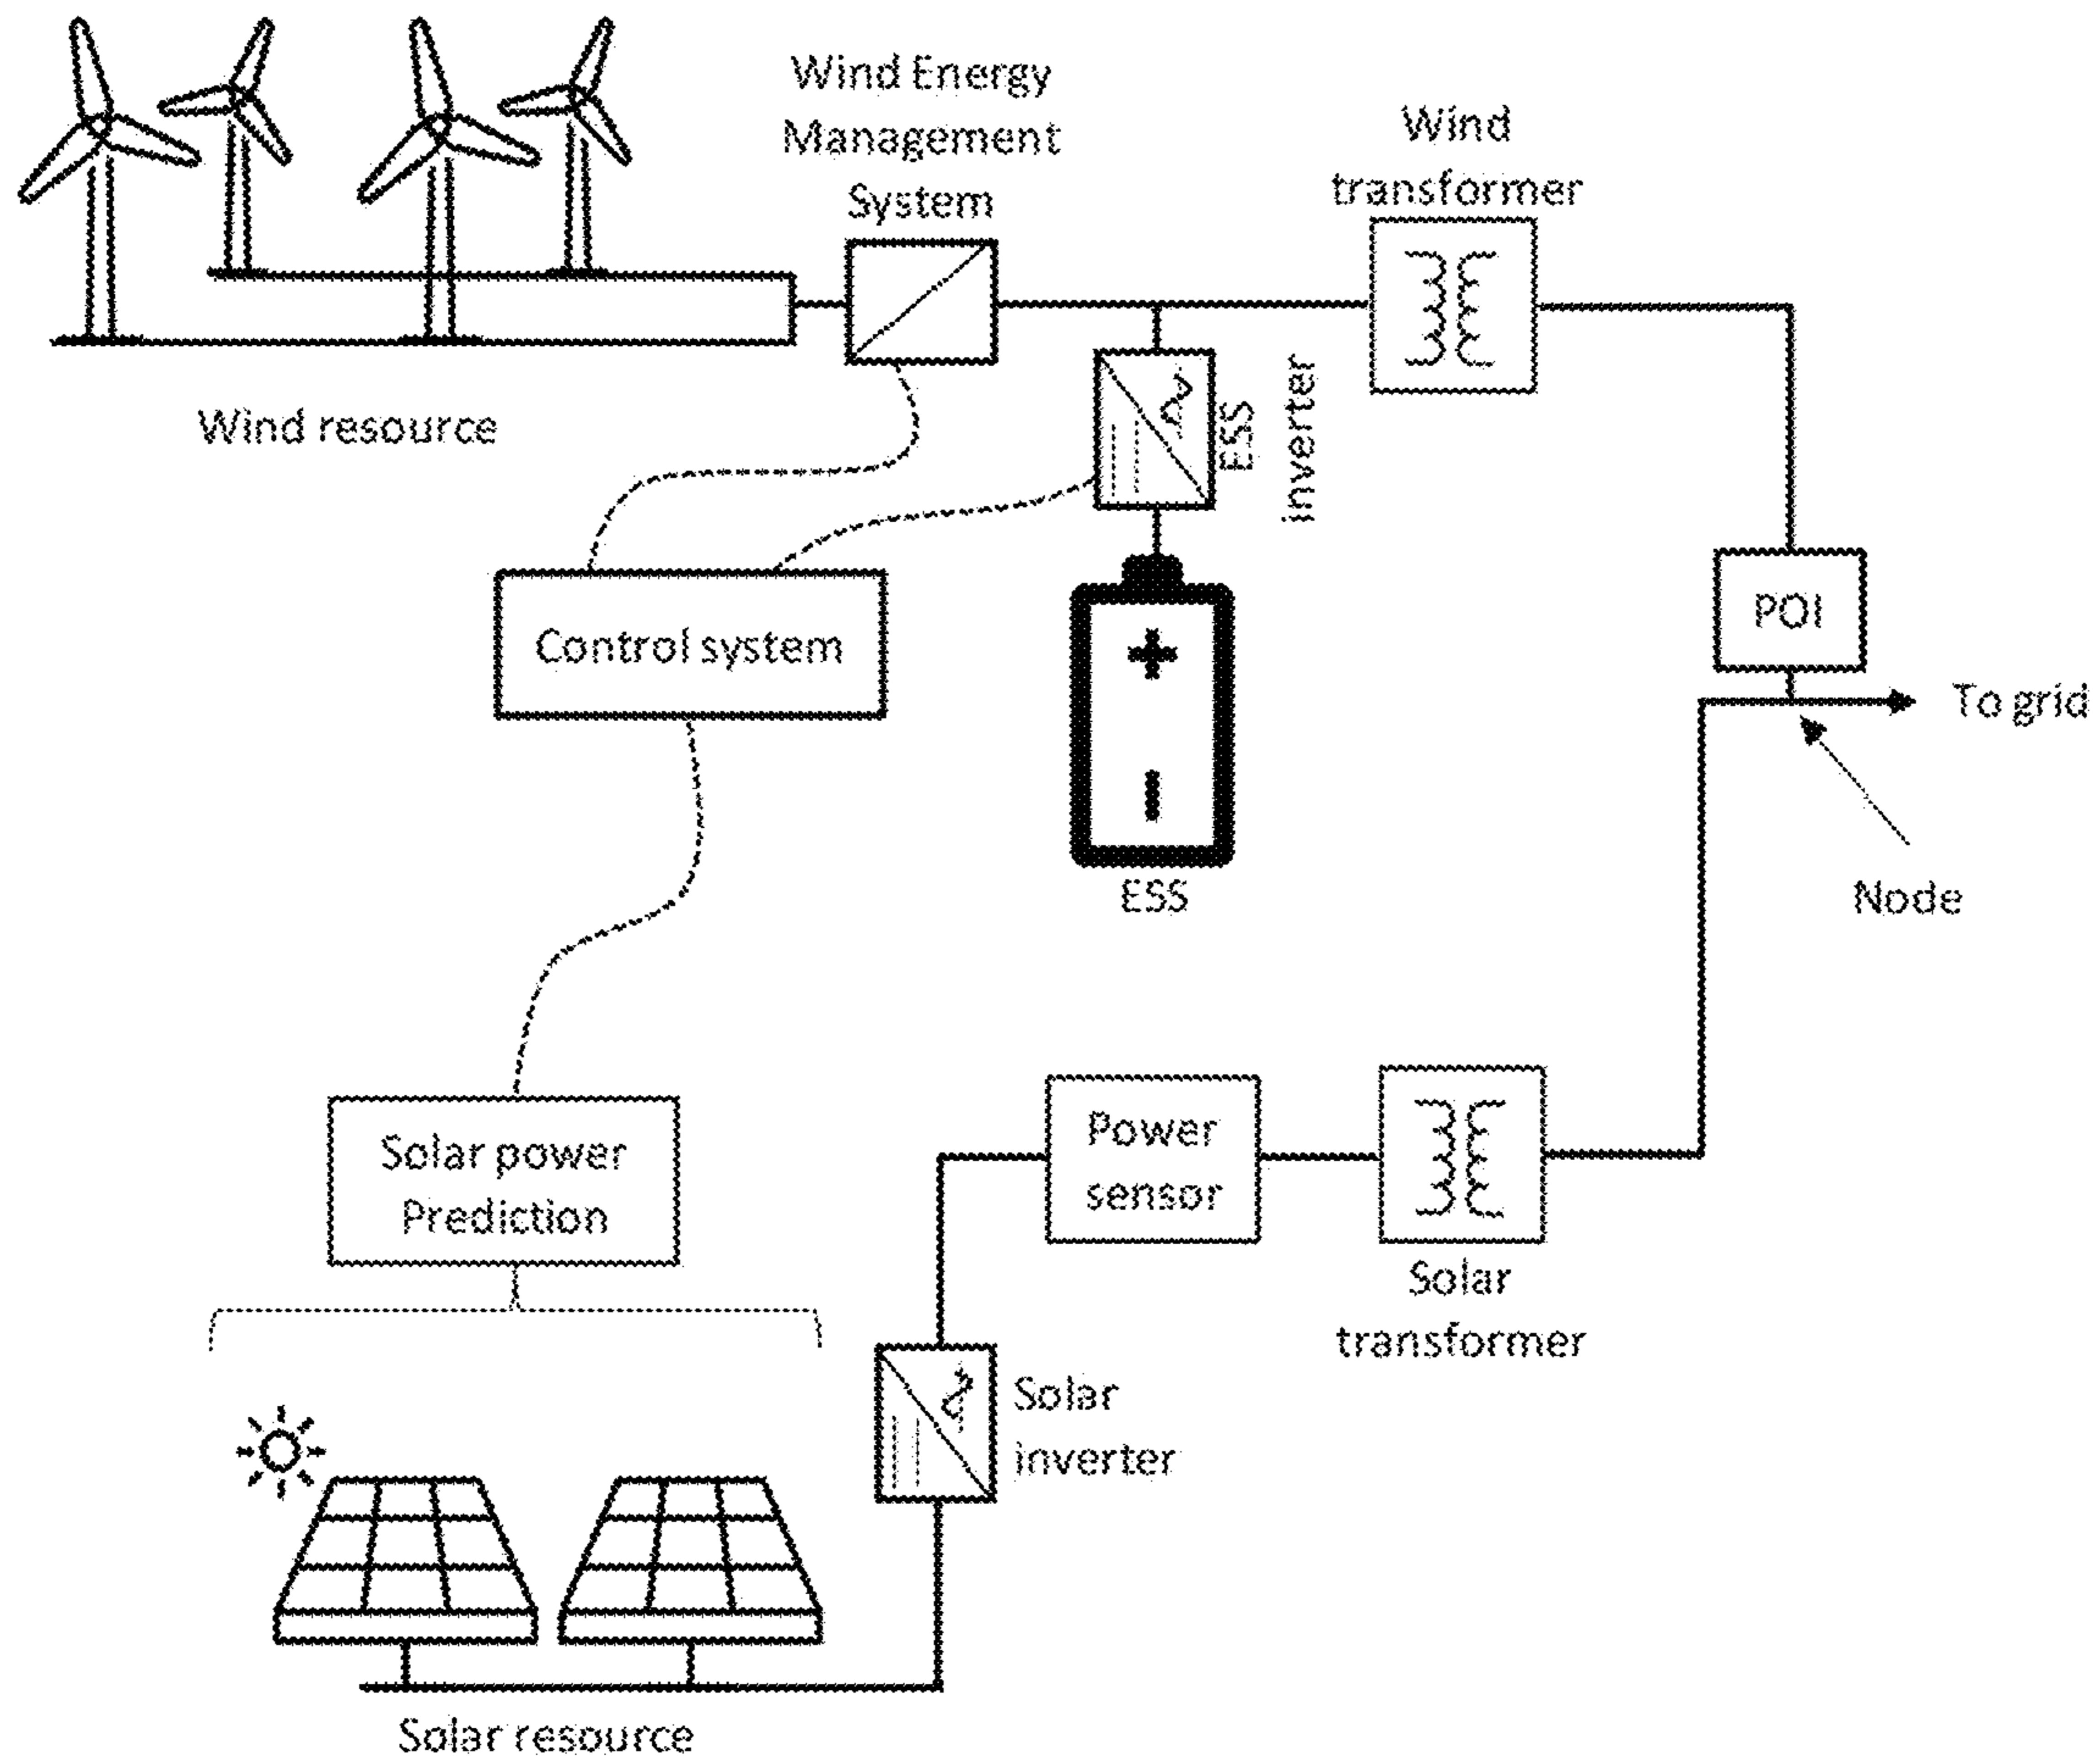 Wind Energy
Management
System
Wind
transformer
Wind resource
ESS
inverter
Control system
POI
To grid
ESS
Node
Solar power
Prediction
Power
sensor
Solar
transformer
Solar
inverter
Solar resource